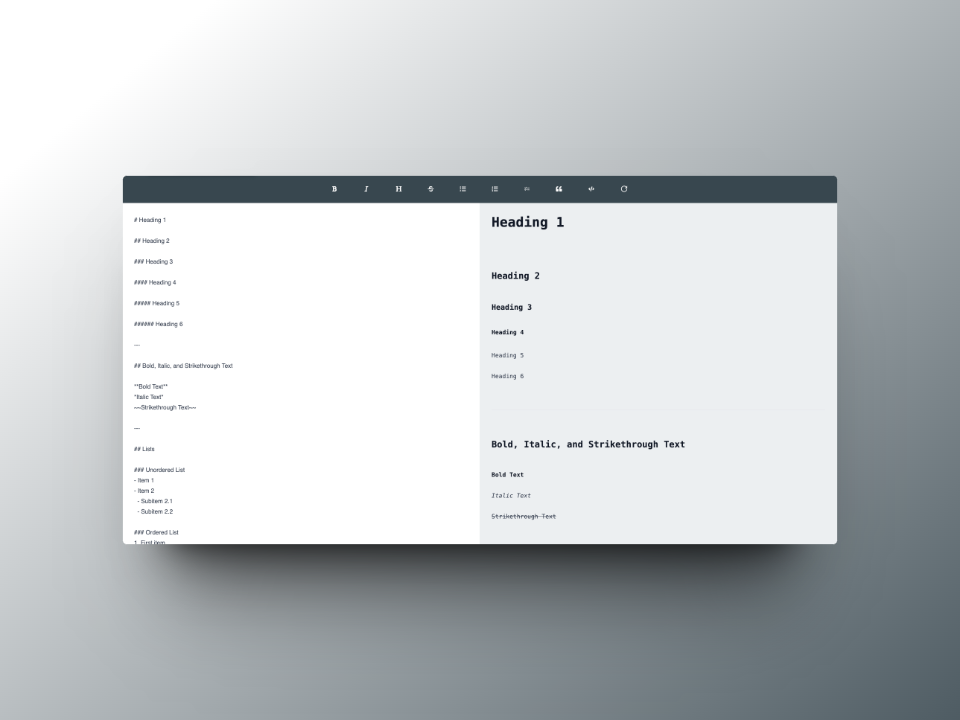 B I H S
# Heading 1
## Heading 2
### Heading 3
#### Heading 4
##### Heading 5
###### Heading 6
---
## Bold, Italic, and Strikethrough Text
**Bold Text**
*Italic Text*
~~Strikethrough Text~~
---
## Lists
### Unordered List
- Item 1
- Item 2
- Subitem 2.1
- Subitem 2.2
### Ordered List
1. First item
Heading 1
Heading 2
Heading 3
Heading 4
Heading 5
Heading 6
Bold, Italic, and Strikethrough Text
Bold Text
Italic Text
Strikethrough Text